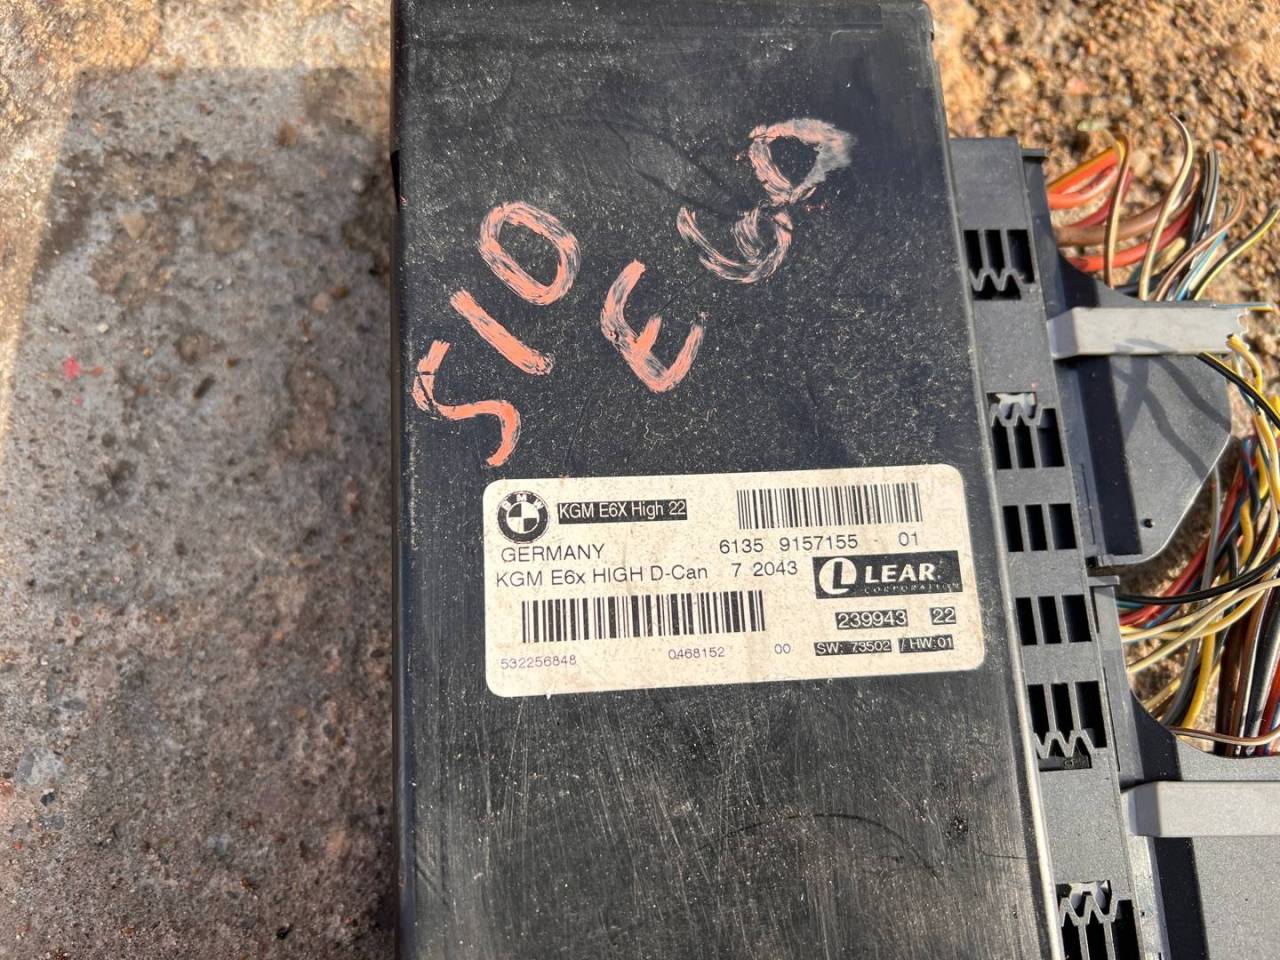 510
E60
BMW
KGM E6X High 22
GERMANY
6135 9157155 01
KGM E6x HIGH D-Can 7 2043
LEAR
CORPORATION
239943 22
532256848 0468152 00
SW: 73502 / HW: 01